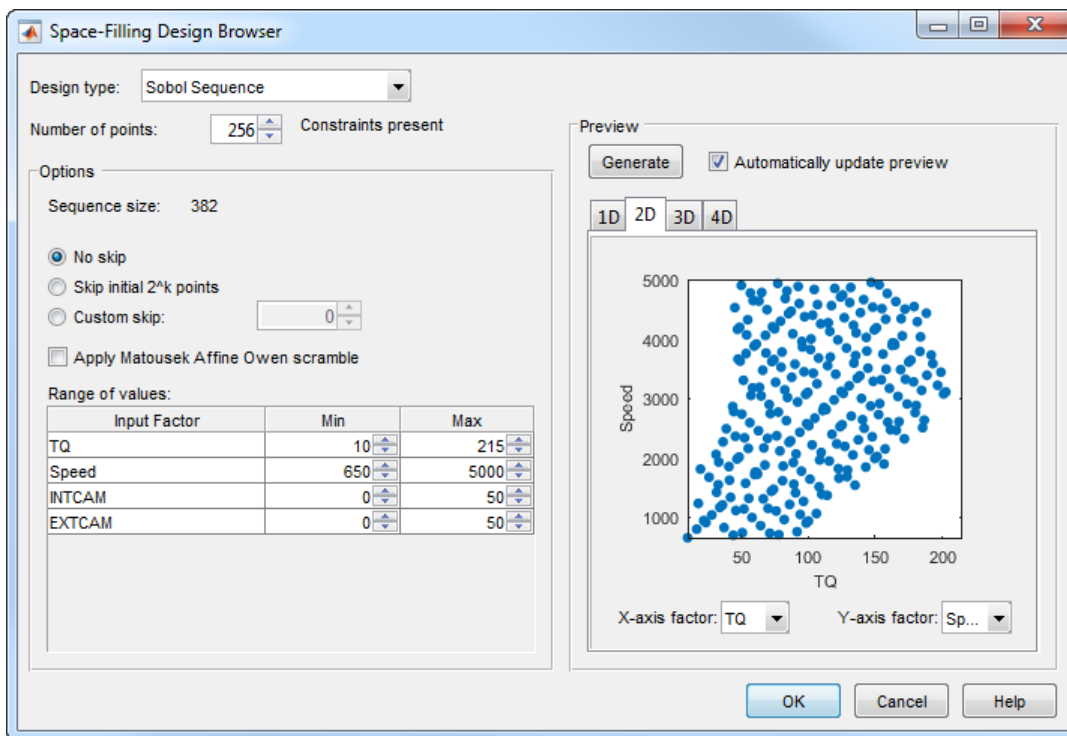 Space-Filling Design Browser
Design type: Sobol Sequence
Number of points: 256 Constraints present
Options
Sequence size: 382
No skip
Skip initial 2^k points
Custom skip: 0
Apply Matousek Affine Owen scramble
Range of values:
Input Factor Min Max
TQ 10 215
Speed 650 5000
INTCAM 0 50
EXTCAM 0 50
Preview
Generate Automatically update preview
1D 2D 3D 4D
5000
4000
3000
2000
1000
Speed
50 100 150 200
TQ
X-axis factor: TQ Y-axis factor: Sp...
OK Cancel Help